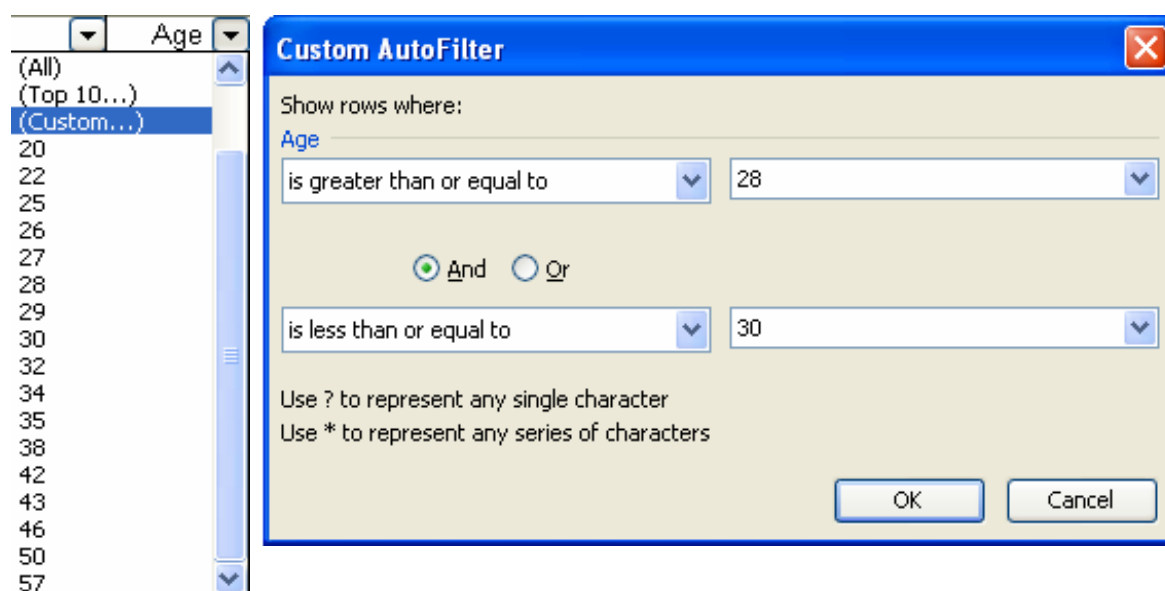 Age
(All)
(Top 10...)
(Custom...)
20
22
25
26
27
28
29
30
32
34
35
38
42
43
46
50
57
Custom AutoFilter
Show rows where:
Age
is greater than or equal to 28
And Or
is less than or equal to 30
Use ? to represent any single character
Use * to represent any series of characters
OK Cancel